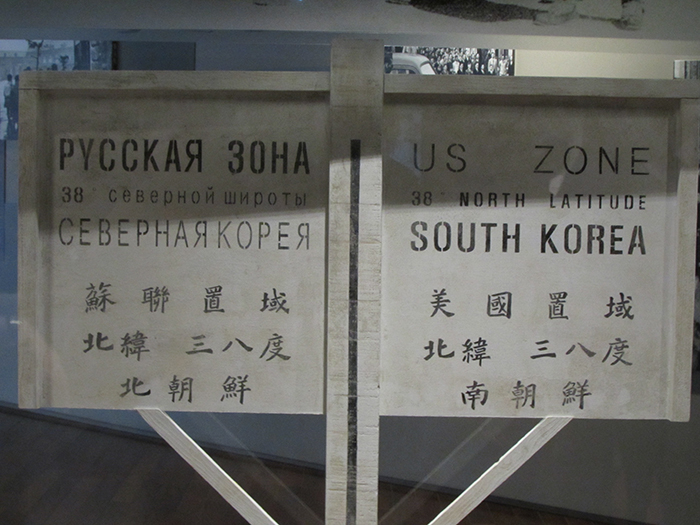 РУССКАЯ ЗОНА
38 северной широты
СЕВЕРНАЯ КОРЕЯ
蘇聯置域
北緯 三八度
北朝鮮
US ZONE
38 NORTH LATITUDE
SOUTH KOREA
美國置域
北緯 三八度
南朝鮮